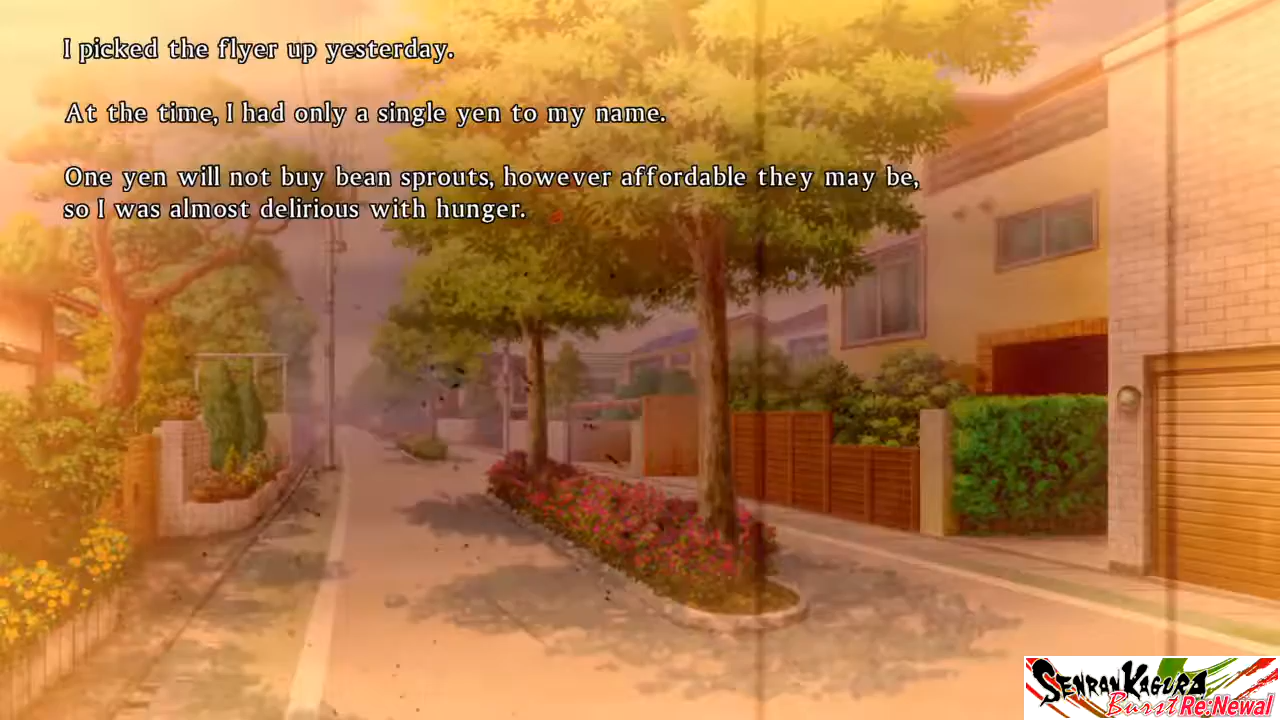 I picked the flyer up yesterday.
At the time, I had only a single yen to my name.
One yen will not buy bean sprouts, however affordable they may be,
so I was almost delirious with hunger.
SENRAN KAGURA
Burst Re:Newal